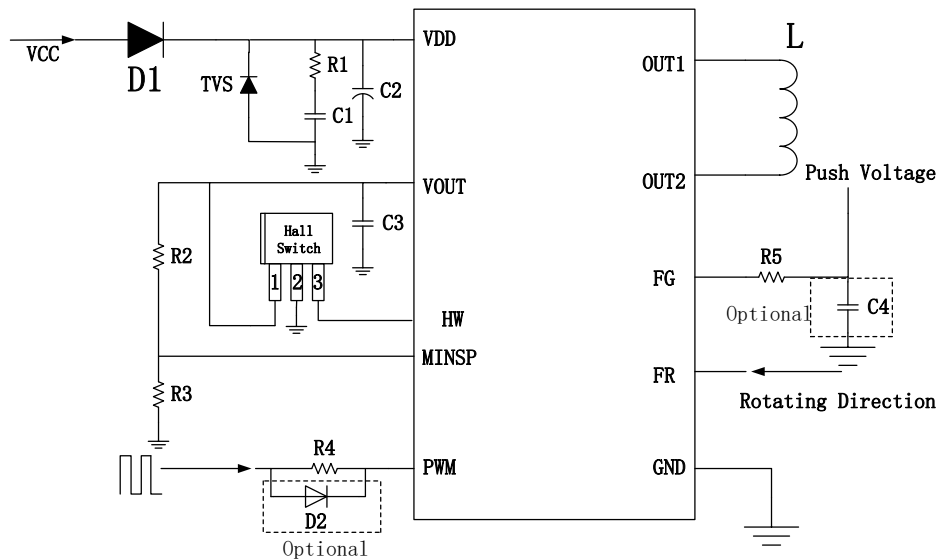 VCC
D1
TVS
R1
C1
C2
VDD
OUT1
L
VOUT
OUT2
Push Voltage
R2
Hall
Switch
1 2 3
C3
FG
R5
Optional
C4
HW
MINSP
R3
FR
Rotating Direction
R4
PWM
GND
D2
Optional